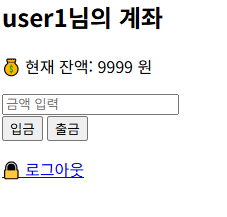 user1님의 계좌
💰 현재 잔액: 9999 원
금액 입력
입금 출금
🔒 로그아웃